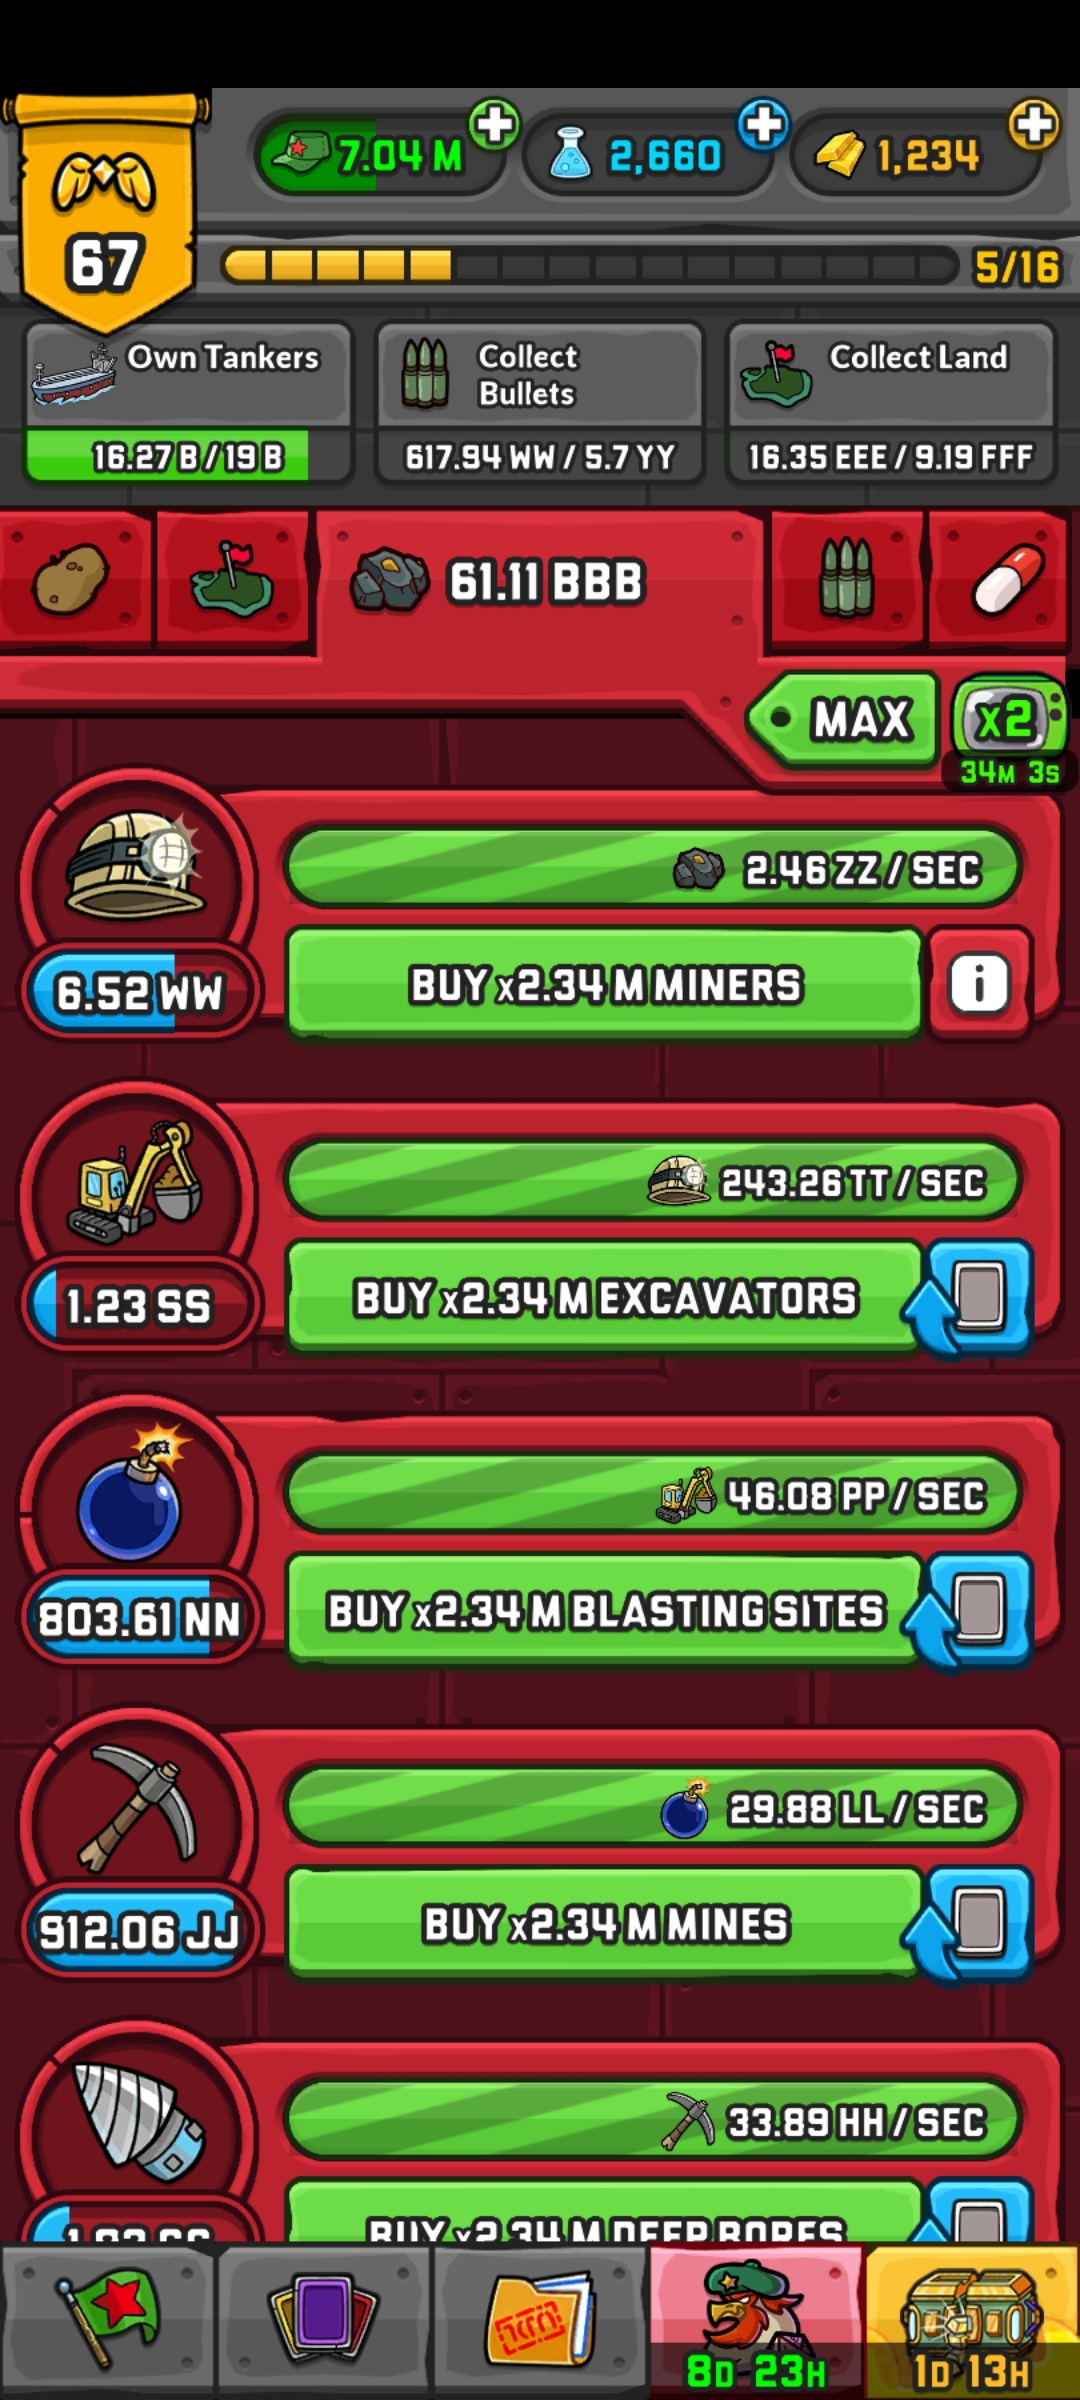 7.04 M
2,660
1,234
67
5/16
Own Tankers
16.27 B / 19 B
Collect
Bullets
617.94 WW / 5.7 YY
Collect Land
16.35 EEE / 9.19 FFF
61.11 BBB
MAX
x2
34M 3S
2.46 ZZ / SEC
6.52 WW
BUY x2.34 M MINERS
i
243.26 TT / SEC
1.23 SS
BUY x2.34 M EXCAVATORS
46.08 PP / SEC
803.61 NN
BUY x2.34 M BLASTING SITES
29.88 LL / SEC
912.06 JJ
BUY x2.34 M MINES
33.89 HH / SEC
BUY x2.34 M DEEP BORES
8D 23H
1D 13H